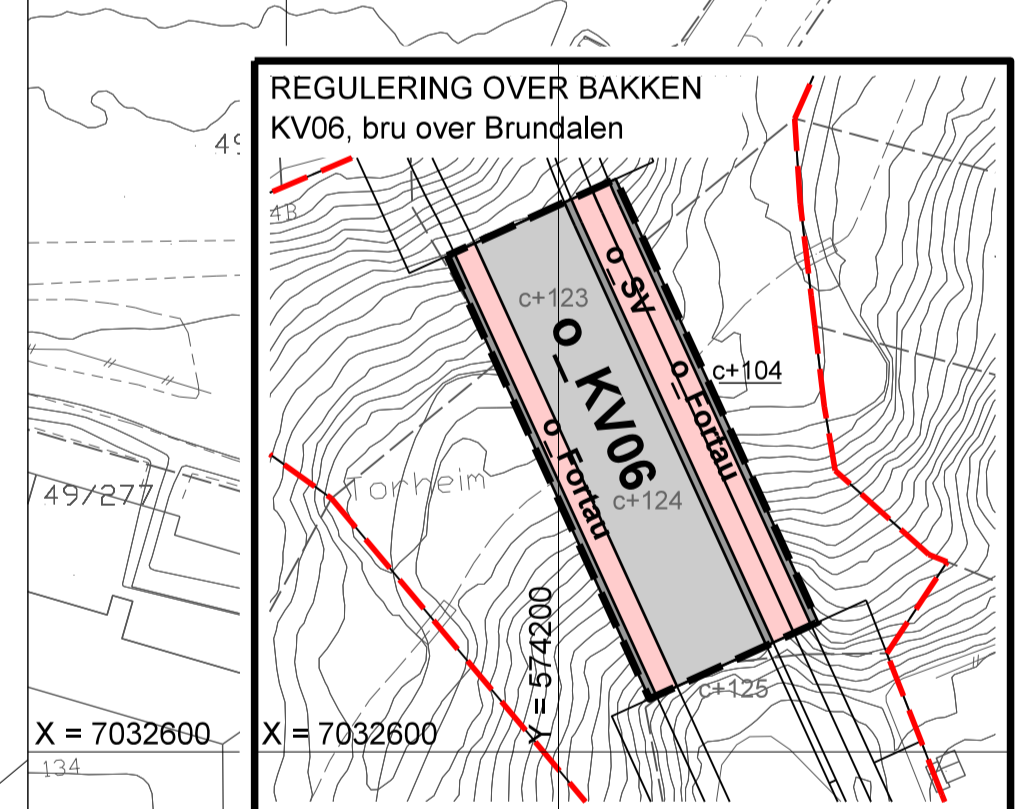 REGULERING OVER BAKKEN
KV06, bru over Brundalen
49
4B
c+123
o_SV
o_KV06
c+104
o_Fortau
o_Fortau
Torheim
49/277
c+124
Y = 574200
c+125
X = 7032600
X = 7032600
134